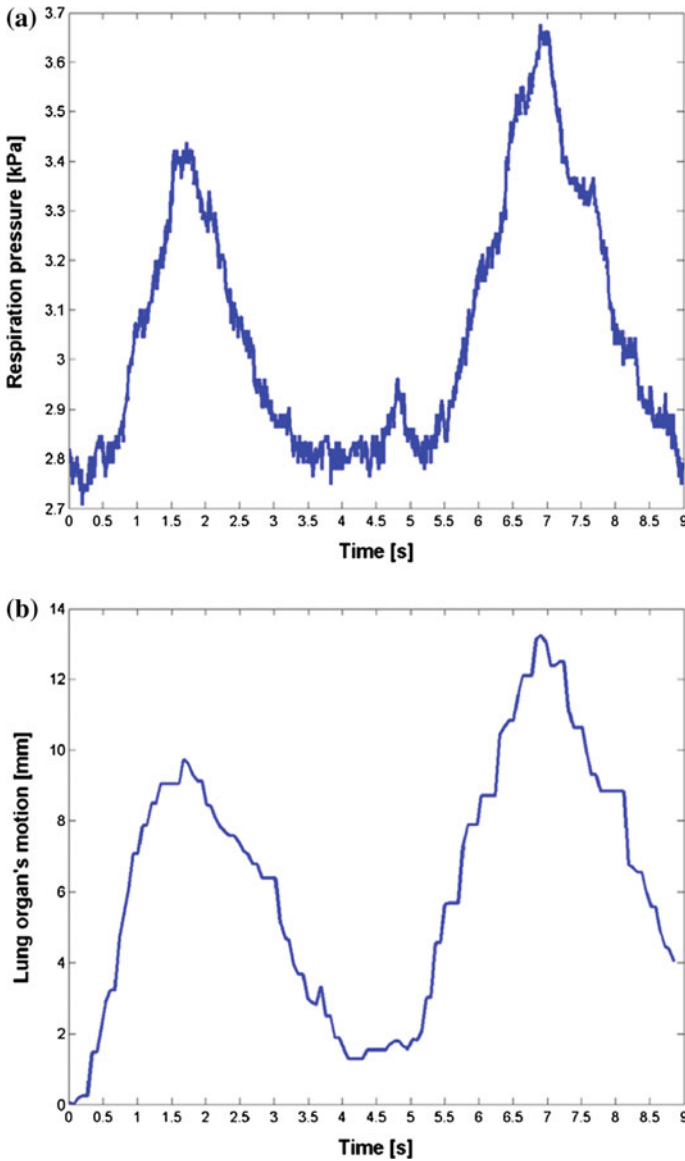 (a)
Respiration pressure [kPa]
3.7
3.6
3.5
3.4
3.3
3.2
3.1
3
2.9
2.8
2.7
0 0.5 1 1.5 2 2.5 3 3.5 4 4.5 5 5.5 6 6.5 7 7.5 8 8.5 9
Time [s]
(b)
Lung organ's motion [mm]
14
12
10
8
6
4
2
0
0 0.5 1 1.5 2 2.5 3 3.5 4 4.5 5 5.5 6 6.5 7 7.5 8 8.5 9
Time [s]